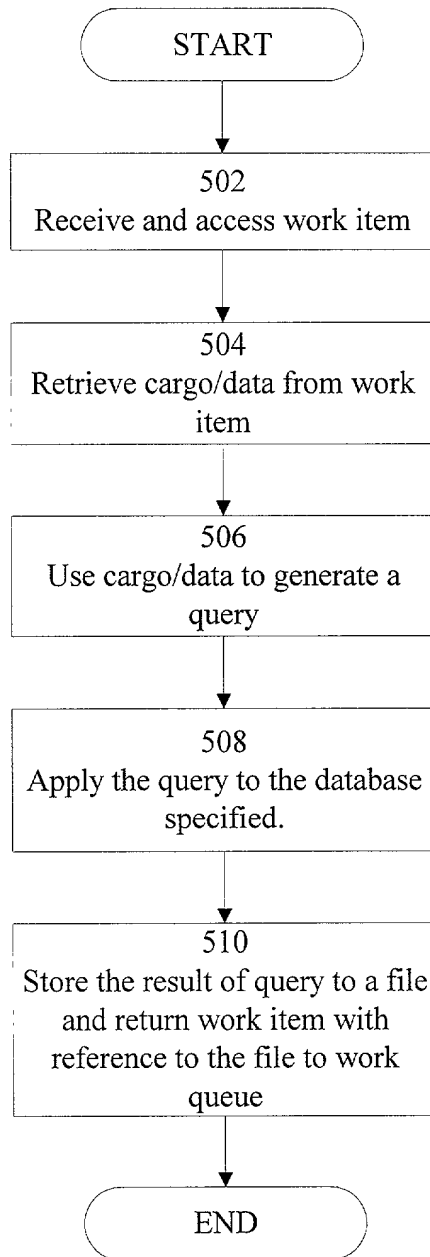 START
502
Receive and access work item
504
Retrieve cargo/data from work
item
506
Use cargo/data to generate a
query
508
Apply the query to the database
specified.
510
Store the result of query to a file
and return work item with
reference to the file to work
queue
END